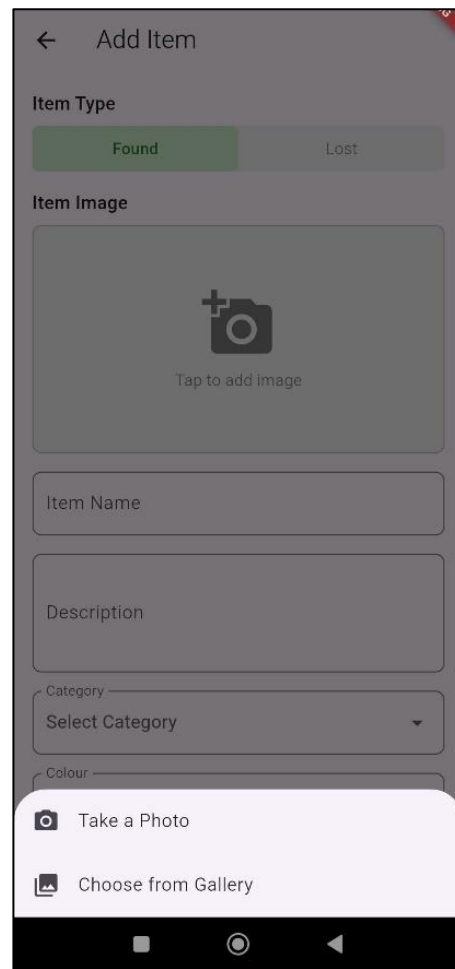 Add Item
Item Type
Found Lost
Item Image
Tap to add image
Item Name
Description
Category
Select Category
Colour
Take a Photo
Choose from Gallery